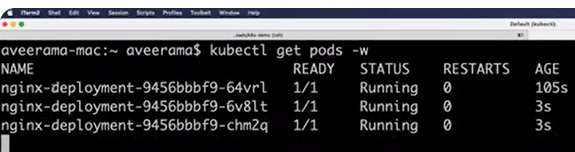 iTerm2 Shell Edit View Session Scripts Profiles Toolbelt Window Help
Default (kubectl)
aveerama-mac:~ aveerama$ kubectl get pods -w
NAME READY STATUS RESTARTS AGE
nginx-deployment-9456bbbf9-64vrl 1/1 Running 0 105s
nginx-deployment-9456bbbf9-6v8lt 1/1 Running 0 3s
nginx-deployment-9456bbbf9-chm2q 1/1 Running 0 3s